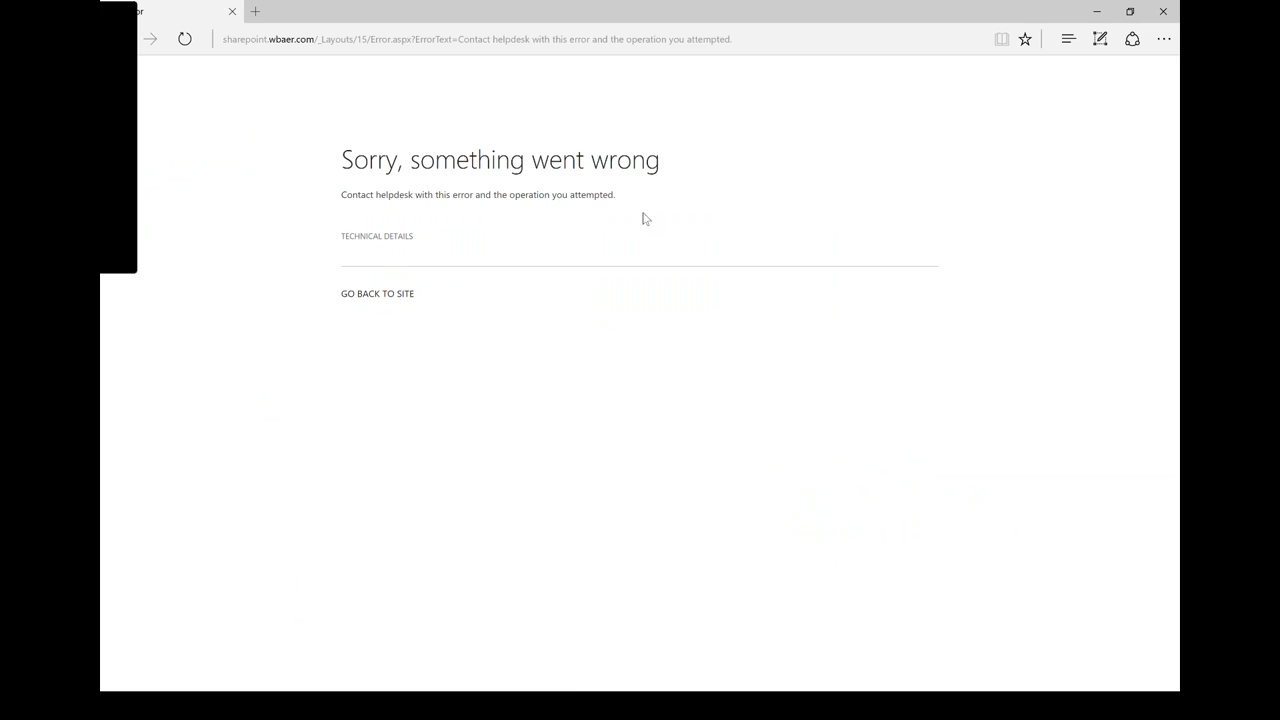 sharepoint.wbaer.com/_Layouts/15/Error.aspx?ErrorText=Contact helpdesk with this error and the operation you attempted.
Sorry, something went wrong
Contact helpdesk with this error and the operation you attempted.
TECHNICAL DETAILS
GO BACK TO SITE